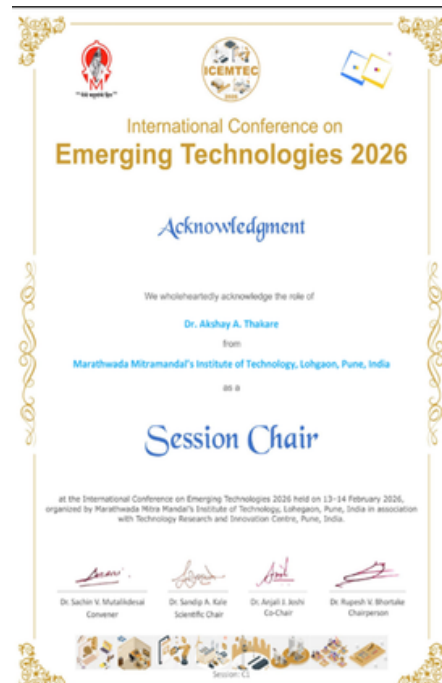 ICEMTEC
International Conference on
Emerging Technologies 2026
Acknowledgment
We wholeheartedly acknowledge the role of
Dr. Akshay A. Thakare
from
Marathwada Mitramandal's Institute of Technology, Lohgaon, Pune, India
as a
Session Chair
at the International Conference on Emerging Technologies 2026 held on 13-14 February 2026,
organized by Marathwada Mitra Mandal's Institute of Technology, Lohegaon, Pune, India in association
with Technology Research and Innovation Centre, Pune, India.
Dr. Sachin V. Mutalikdesai
Convener
Dr. Sandip A. Kale
Scientific Chair
Dr. Anjali J. Joshi
Co-Chair
Dr. Rupesh V. Bhortake
Chairperson
Session: C1